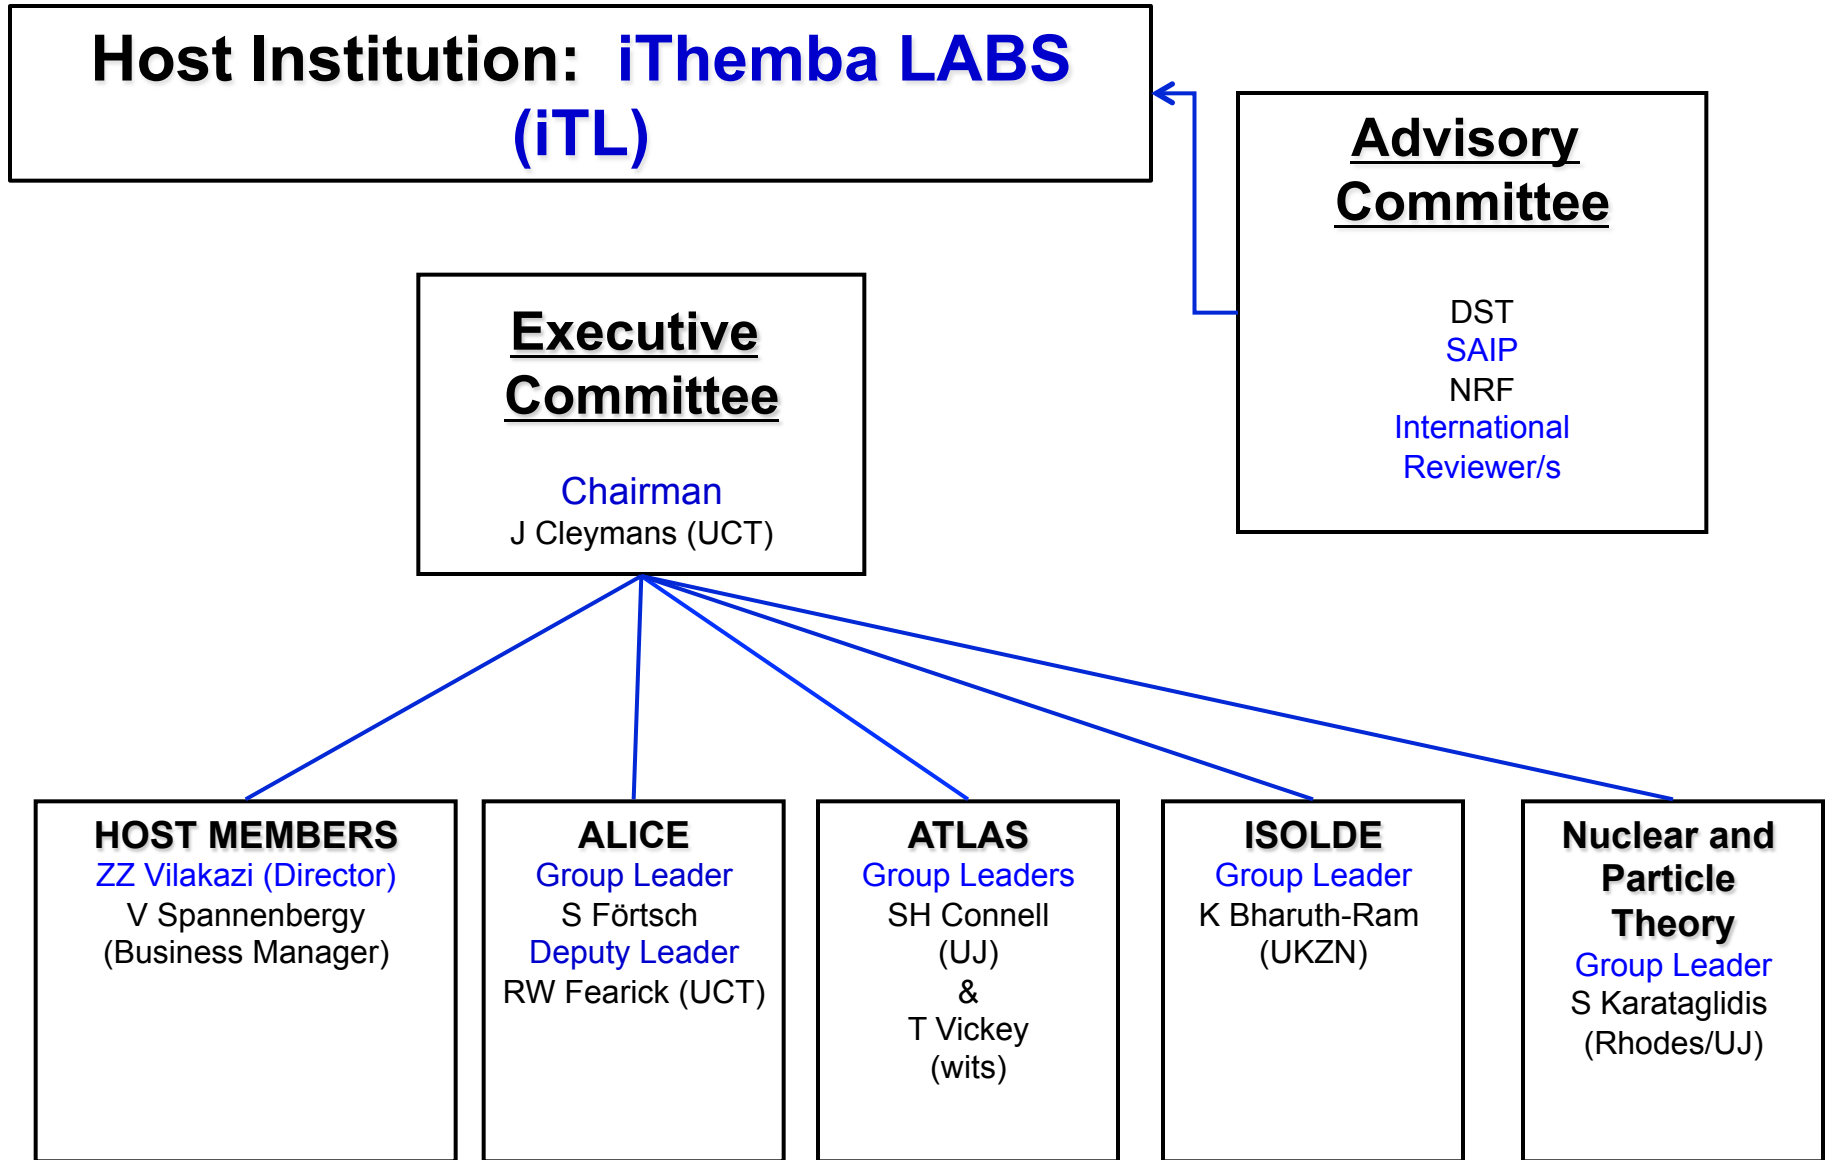 Host Institution: iThemba LABS
(iTL)
Advisory
Committee
DST
SAIP
NRF
International
Reviewer/s
Executive
Committee
Chairman
J Cleymans (UCT)
HOST MEMBERS
ZZ Vilakazi (Director)
V Spannenbergy
(Business Manager)
ALICE
Group Leader
S Förtsch
Deputy Leader
RW Fearick (UCT)
ATLAS
Group Leaders
SH Connell
(UJ)
&
T Vickey
(wits)
ISOLDE
Group Leader
K Bharuth-Ram
(UKZN)
Nuclear and
Particle
Theory
Group Leader
S Karataglidis
(Rhodes/UJ)